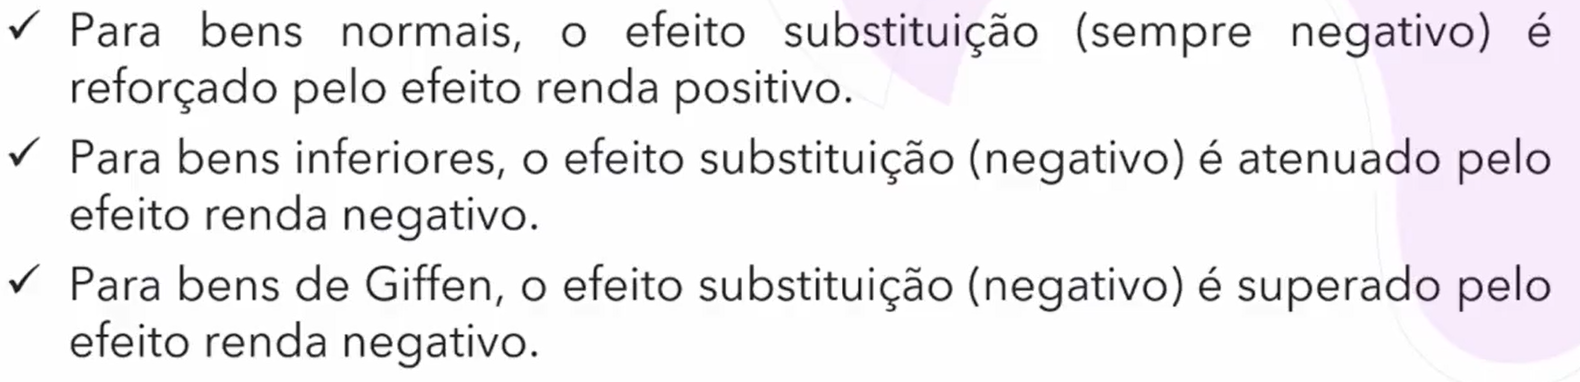 ✓ Para bens normais, o efeito substituição (sempre negativo) é
reforçado pelo efeito renda positivo.
✓ Para bens inferiores, o efeito substituição (negativo) é atenuado pelo
efeito renda negativo.
✓ Para bens de Giffen, o efeito substituição (negativo) é superado pelo
efeito renda negativo.